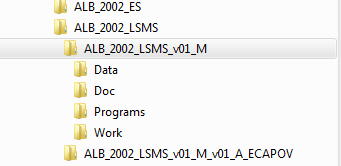 ALB_2002_ES
ALB_2002_LSMS
ALB_2002_LSMS_v01_M
Data
Doc
Programs
Work
ALB_2002_LSMS_v01_M_v01_A_ECAPOV